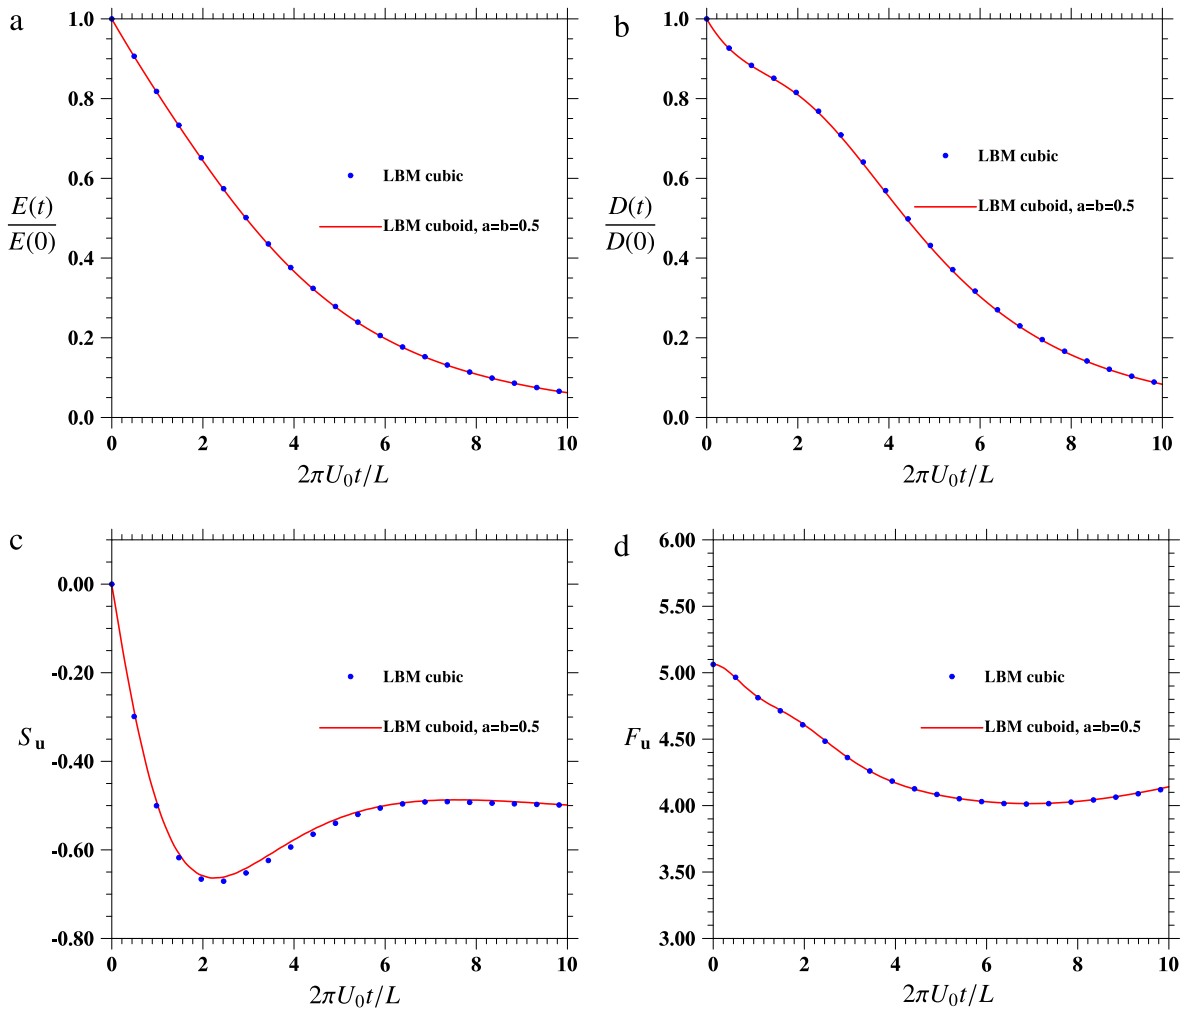 a
1.0
0.8
0.6
0.4
0.2
0.0
E(t)
E(0)
LBM cubic
LBM cuboid, a=b=0.5
0 2 4 6 8 10
2πU₀t/L
b
1.0
0.8
0.6
0.4
0.2
0.0
D(t)
D(0)
LBM cubic
LBM cuboid, a=b=0.5
0 2 4 6 8 10
2πU₀t/L
c
0.00
-0.20
-0.40
-0.60
-0.80
Sᵤ
LBM cubic
LBM cuboid, a=b=0.5
0 2 4 6 8 10
2πU₀t/L
d
6.00
5.50
5.00
4.50
4.00
3.50
3.00
Fᵤ
LBM cubic
LBM cuboid, a=b=0.5
0 2 4 6 8 10
2πU₀t/L